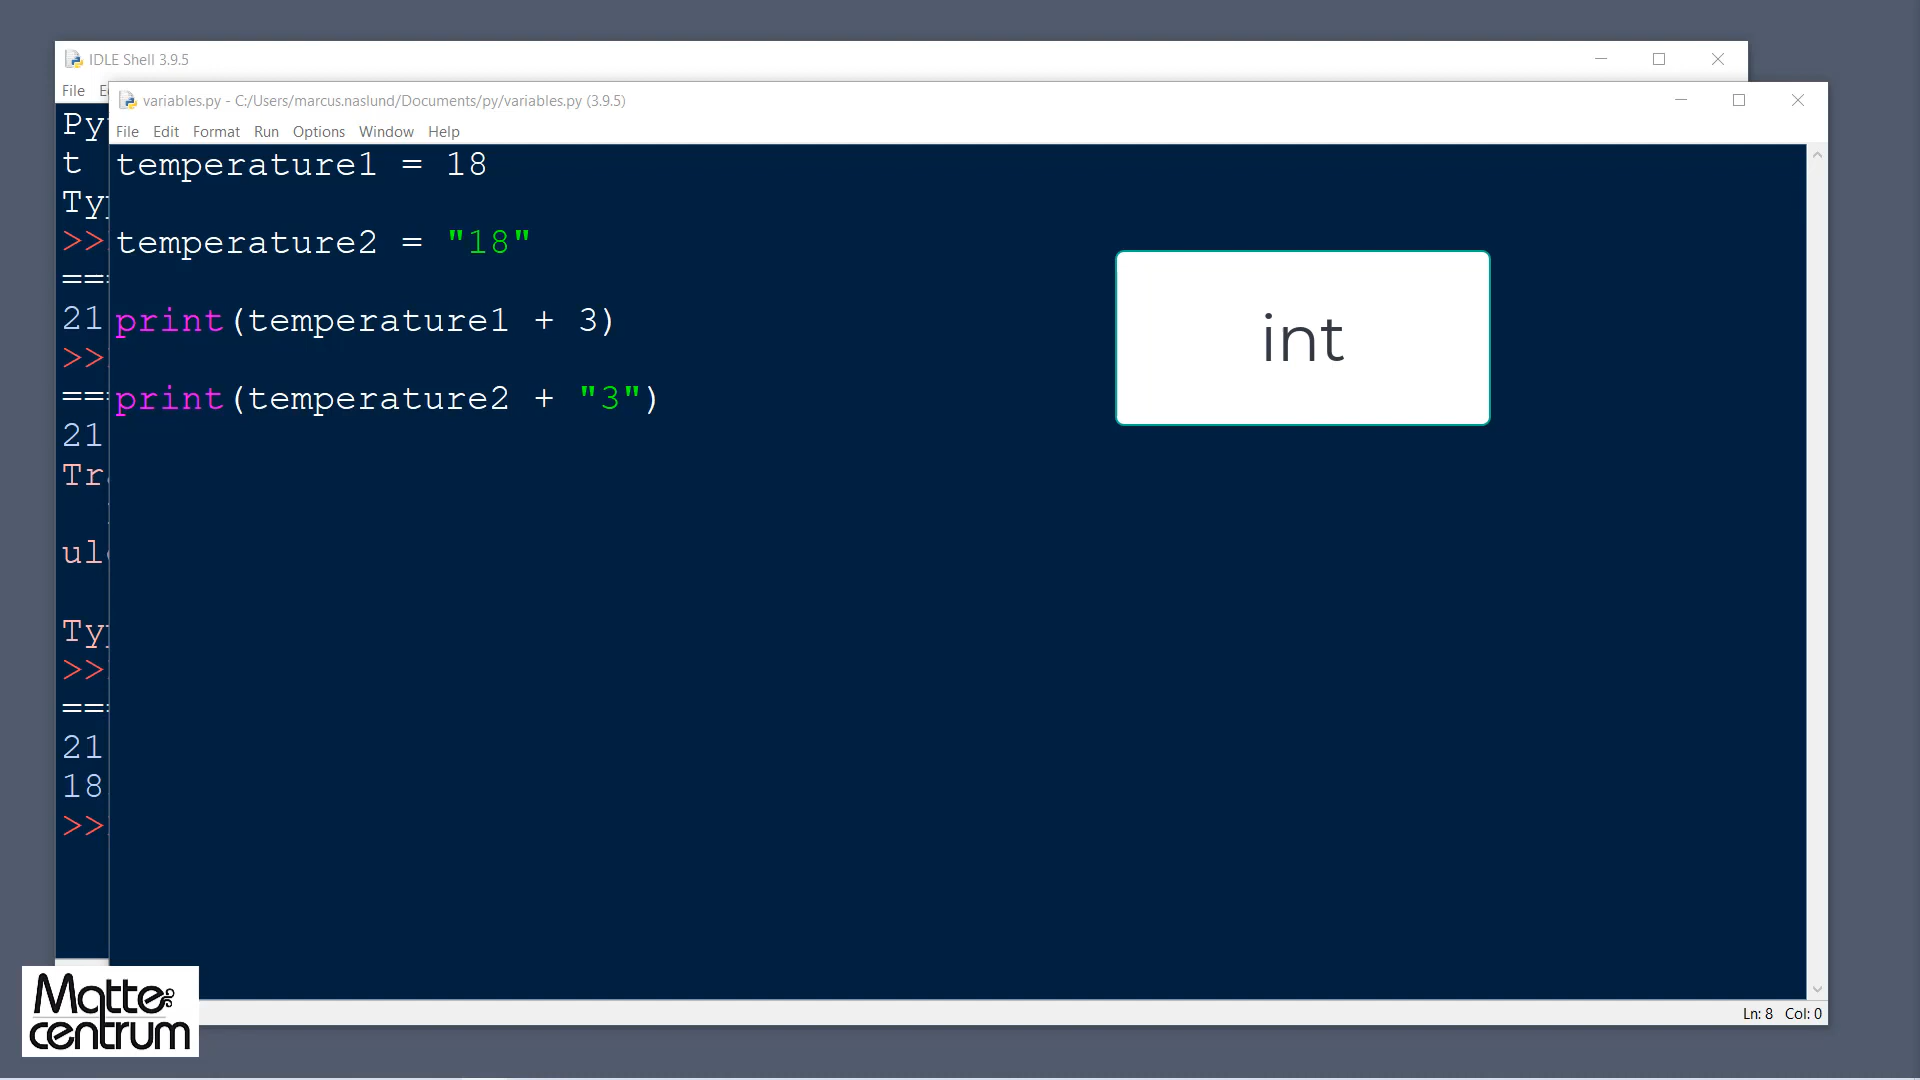 IDLE Shell 3.9.5
File
variables.py - C:/Users/marcus.naslund/Documents/py/variables.py (3.9.5)
File Edit Format Run Options Window Help
temperature1 = 18
temperature2 = "18"
print(temperature1 + 3)
print(temperature2 + "3")
int
t
>>
===
21
>>
===
21
>>
===
21
18
>>
Matte
centrum
Ln: 8 Col: 0